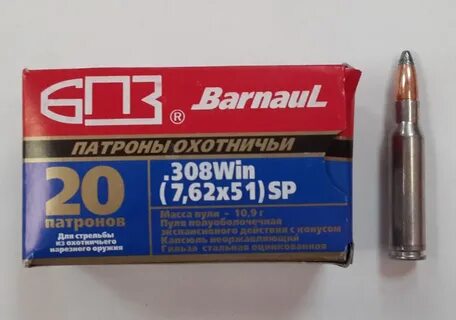 БПЗ ® BARNAUL
ПАТРОНЫ ОХОТНИЧЬИ
20 патронов
Для стрельбы
из охотничьего
нарезного оружия
.308Win
(7,62x51) SP
Масса пули - 10,9 г
Пуля полуоболочечная
экспансивного действия с конусом
Капсюль неоржавляющий
Гильза стальная оцинкованная